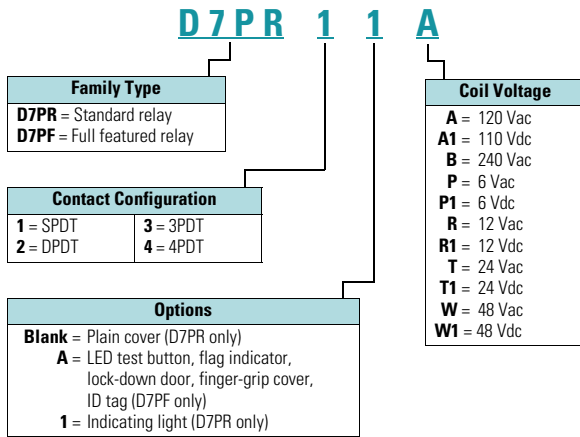 D7PR 1 1 A
Family Type
D7PR = Standard relay
D7PF = Full featured relay
Contact Configuration
1 = SPDT
2 = DPDT
3 = 3PDT
4 = 4PDT
Options
Blank = Plain cover (D7PR only)
A = LED test button, flag indicator,
lock-down door, finger-grip cover,
ID tag (D7PF only)
1 = Indicating light (D7PR only)
Coil Voltage
A = 120 Vac
A1 = 110 Vdc
B = 240 Vac
P = 6 Vac
P1 = 6 Vdc
R = 12 Vac
R1 = 12 Vdc
T = 24 Vac
T1 = 24 Vdc
W = 48 Vac
W1 = 48 Vdc